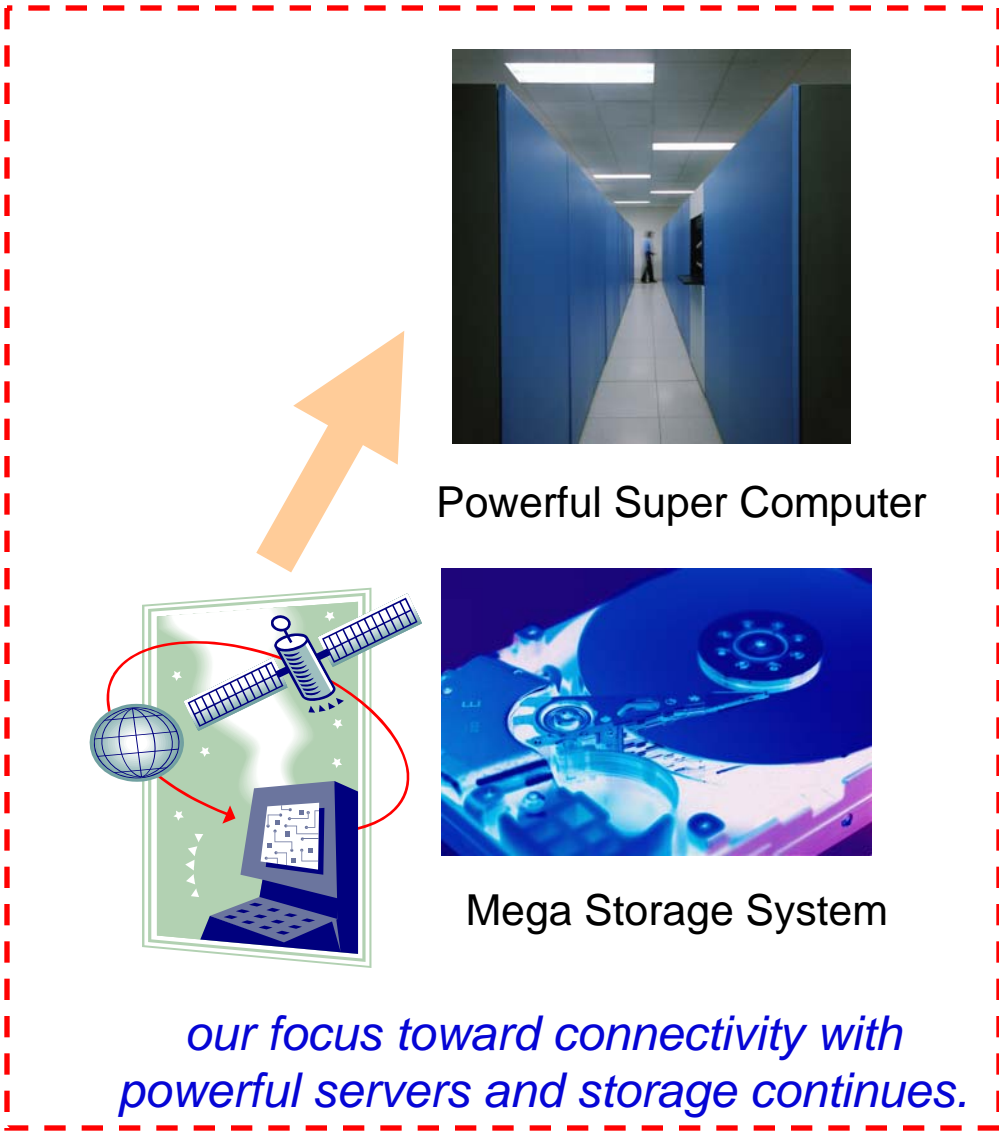 Powerful Super Computer
Mega Storage System
our focus toward connectivity with
powerful servers and storage continues.